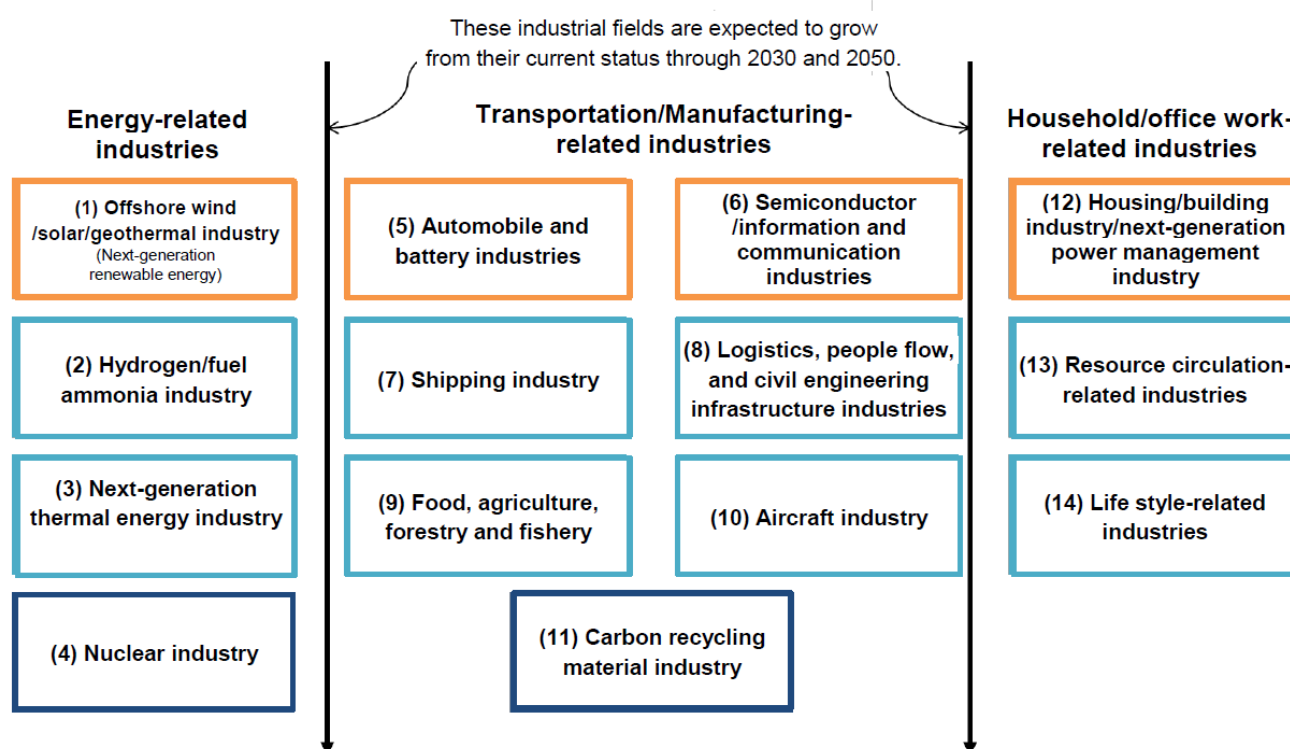 These industrial fields are expected to grow
from their current status through 2030 and 2050.
Energy-related
industries
Transportation/Manufacturing-
related industries
Household/office work-
related industries
(1) Offshore wind
/solar/geothermal industry
(Next-generation
renewable energy)
(5) Automobile and
battery industries
(6) Semiconductor
/information and
communication
industries
(12) Housing/building
industry/next-generation
power management
industry
(2) Hydrogen/fuel
ammonia industry
(7) Shipping industry
(8) Logistics, people flow,
and civil engineering
infrastructure industries
(13) Resource circulation-
related industries
(3) Next-generation
thermal energy industry
(9) Food, agriculture,
forestry and fishery
(10) Aircraft industry
(14) Life style-related
industries
(4) Nuclear industry
(11) Carbon recycling
material industry